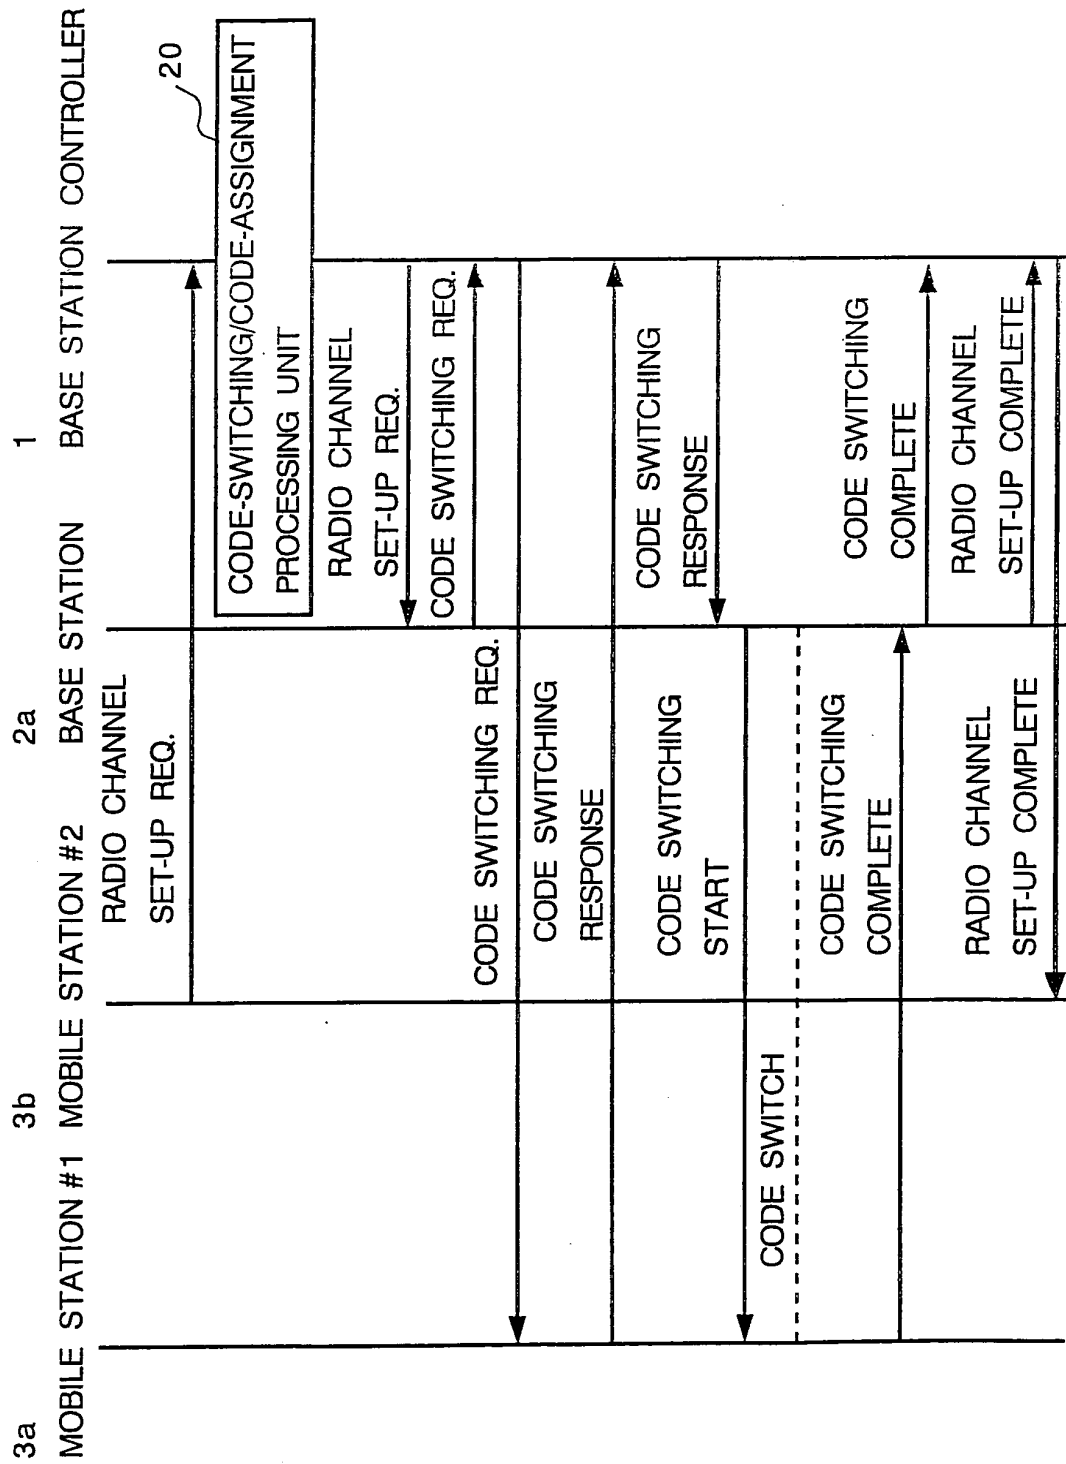 3a
3b
2a
1
MOBILE STATION #1
MOBILE STATION #2
BASE STATION
BASE STATION CONTROLLER
RADIO CHANNEL
SET-UP REQ.
20
CODE-SWITCHING/CODE-ASSIGNMENT
PROCESSING UNIT
RADIO CHANNEL
SET-UP REQ.
CODE SWITCHING REQ.
CODE SWITCHING REQ.
CODE SWITCHING
RESPONSE
CODE SWITCHING
RESPONSE
CODE SWITCHING
START
CODE SWITCH
CODE SWITCHING
COMPLETE
CODE SWITCHING
COMPLETE
RADIO CHANNEL
SET-UP COMPLETE
RADIO CHANNEL
SET-UP COMPLETE